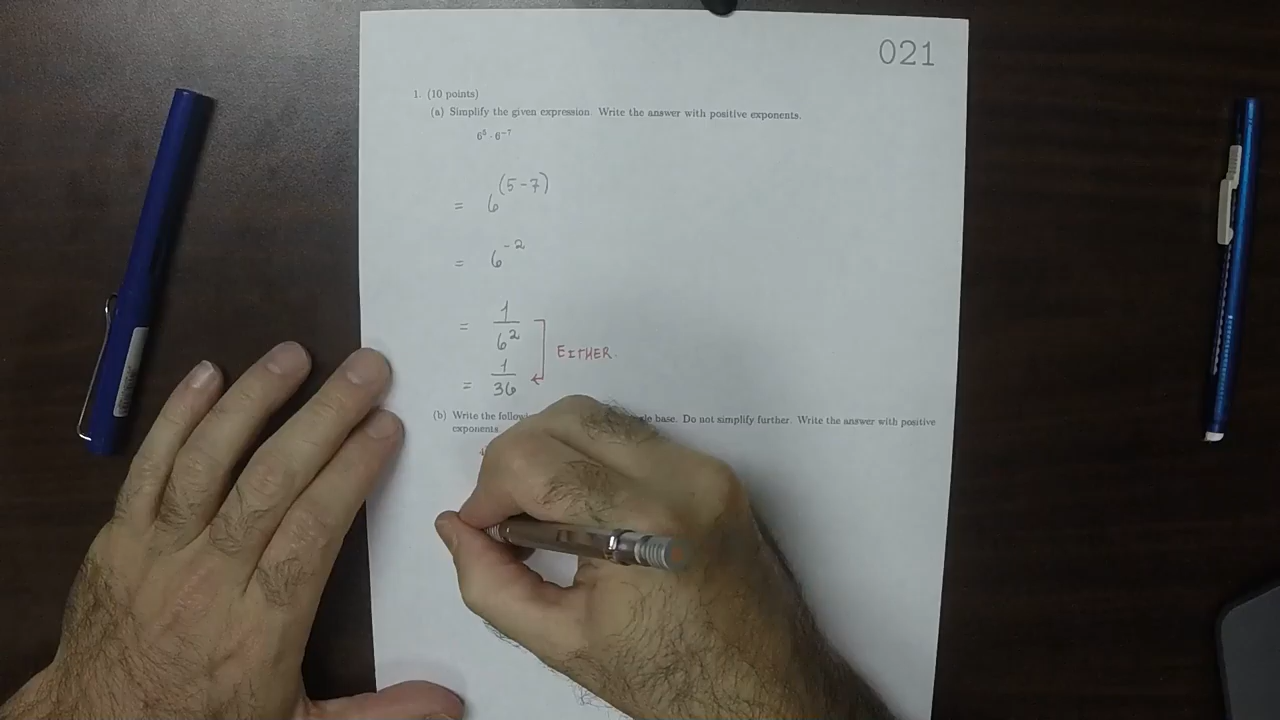 021
1. (10 points)
(a) Simplify the given expression. Write the answer with positive exponents.
6⁵ · 6⁻⁷
= 6⁽⁵⁻⁷⁾
= 6⁻²
= 1/6²
= 1/36
EITHER.
(b) Write the base. Do not simplify further. Write the answer with positive
exponents.